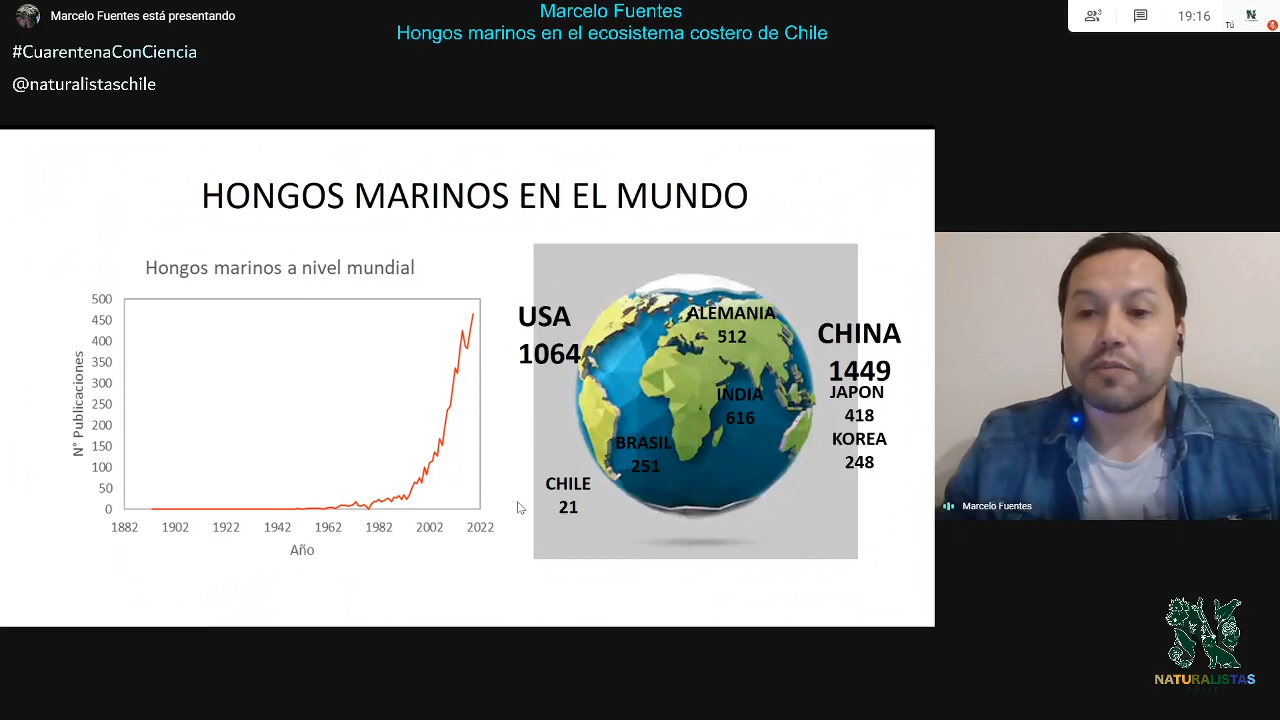 Marcelo Fuentes está presentando
Marcelo Fuentes
Hongos marinos en el ecosistema costero de Chile
3
19:16
Tú
N
#CuarentenaConCiencia
@naturalistaschile
HONGOS MARINOS EN EL MUNDO
Hongos marinos a nivel mundial
500
450
400
350
300
250
200
150
100
50
0
N° Publicaciones
1882 1902 1922 1942 1962 1982 2002 2022
Año
USA
1064
ALEMANIA
512
CHINA
1449
JAPON
418
KOREA
248
INDIA
616
BRASIL
251
CHILE
21
Marcelo Fuentes
NATURALISTAS
CHILE